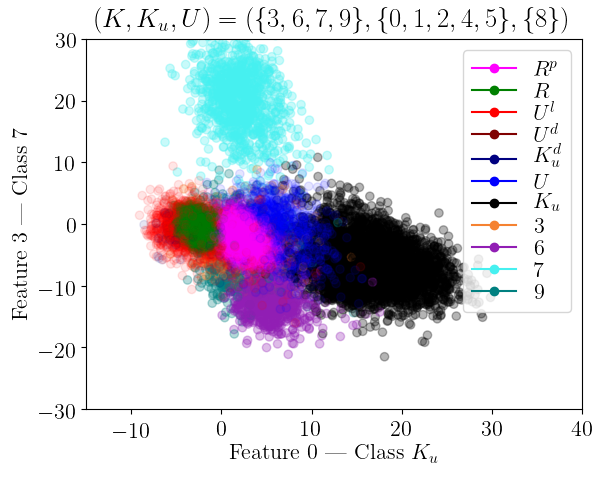 (K, K_u, U) = ({3, 6, 7, 9}, {0, 1, 2, 4, 5}, {8})
30
20
10
0
−10
−20
−30
Feature 3 — Class 7
R^p
R
U^l
U^d
K_u^d
U
K_u
3
6
7
9
−10
0
10
20
30
40
Feature 0 — Class K_u